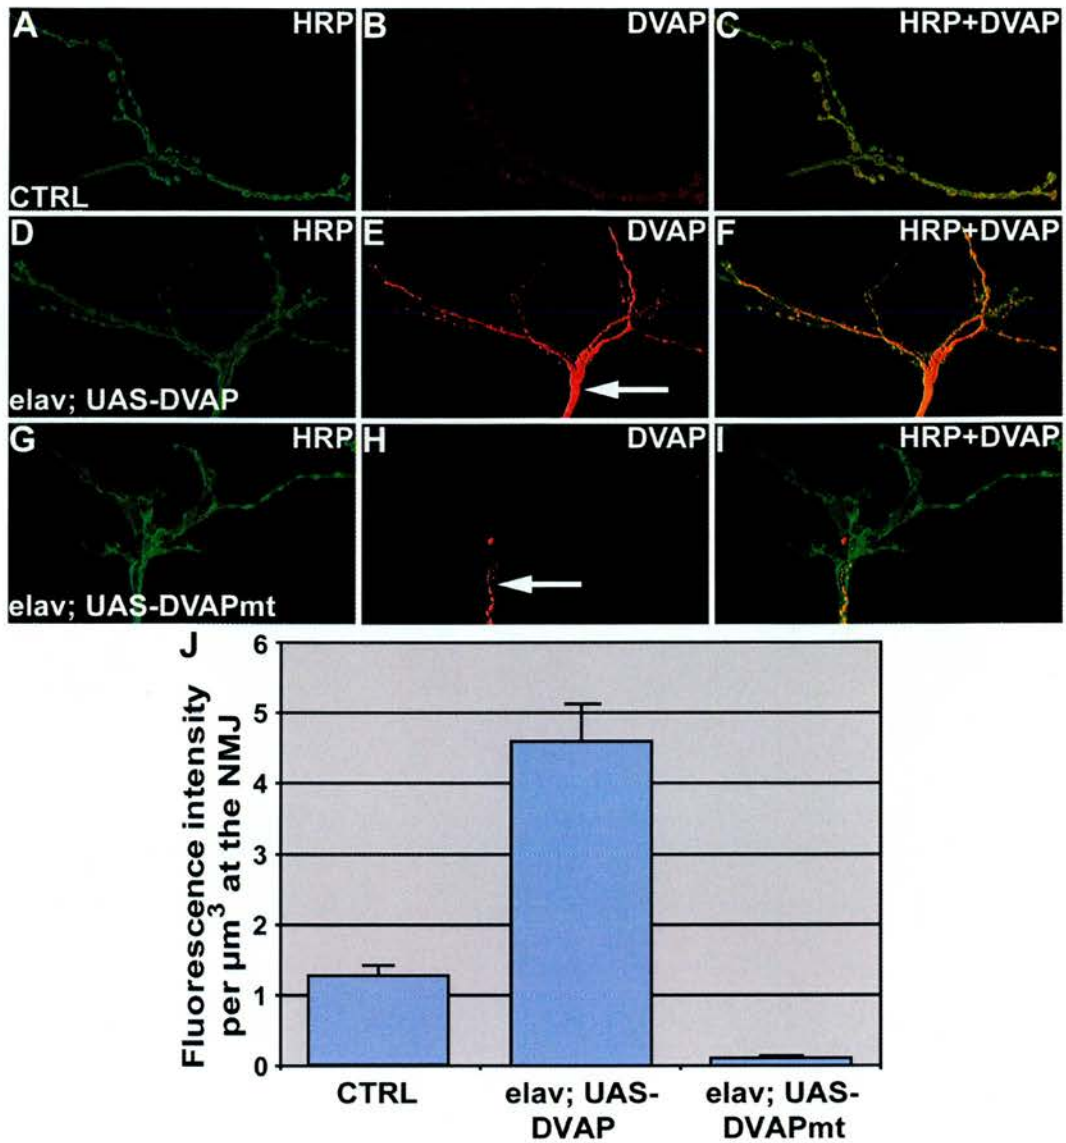 A HRP
B DVAP
C HRP+DVAP
CTRL
D HRP
E DVAP
F HRP+DVAP
elav; UAS-DVAP
G HRP
H DVAP
I HRP+DVAP
elav; UAS-DVAPmt
J
Fluorescence intensity
per µm³ at the NMJ
6
5
4
3
2
1
0
CTRL
elav; UAS-
DVAP
elav; UAS-
DVAPmt